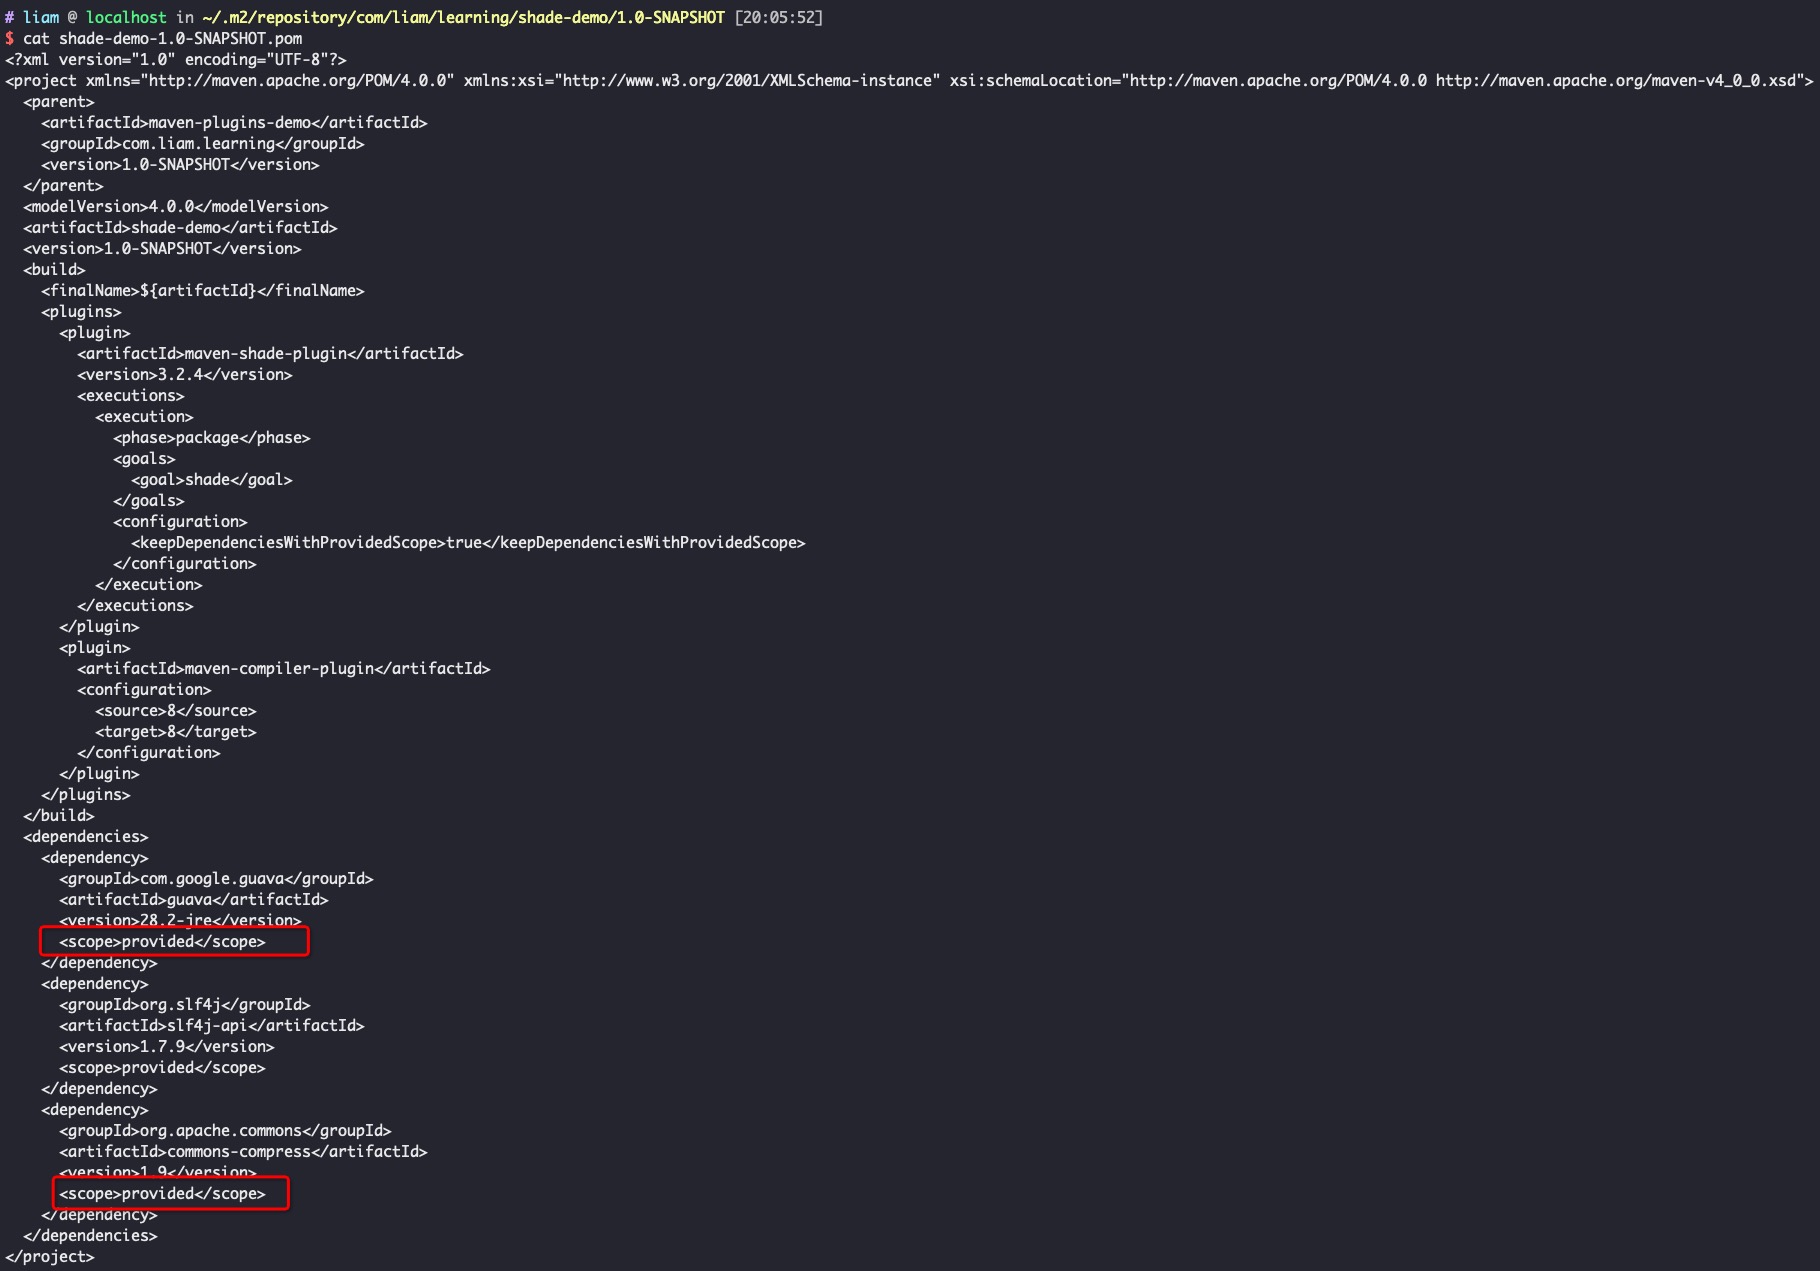 # liam @ localhost in ~/.m2/repository/com/liam/learning/shade-demo/1.0-SNAPSHOT [20:05:52]
$ cat shade-demo-1.0-SNAPSHOT.pom
<?xml version="1.0" encoding="UTF-8"?>
<project xmlns="http://maven.apache.org/POM/4.0.0" xmlns:xsi="http://www.w3.org/2001/XMLSchema-instance" xsi:schemaLocation="http://maven.apache.org/POM/4.0.0 http://maven.apache.org/maven-v4_0_0.xsd">
  <parent>
    <artifactId>maven-plugins-demo</artifactId>
    <groupId>com.liam.learning</groupId>
    <version>1.0-SNAPSHOT</version>
  </parent>
  <modelVersion>4.0.0</modelVersion>
  <artifactId>shade-demo</artifactId>
  <version>1.0-SNAPSHOT</version>
  <build>
    <finalName>${artifactId}</finalName>
    <plugins>
      <plugin>
        <artifactId>maven-shade-plugin</artifactId>
        <version>3.2.4</version>
        <executions>
          <execution>
            <phase>package</phase>
            <goals>
              <goal>shade</goal>
            </goals>
            <configuration>
              <keepDependenciesWithProvidedScope>true</keepDependenciesWithProvidedScope>
            </configuration>
          </execution>
        </executions>
      </plugin>
      <plugin>
        <artifactId>maven-compiler-plugin</artifactId>
        <configuration>
          <source>8</source>
          <target>8</target>
        </configuration>
      </plugin>
    </plugins>
  </build>
  <dependencies>
    <dependency>
      <groupId>com.google.guava</groupId>
      <artifactId>guava</artifactId>
      <version>28.2-jre</version>
      <scope>provided</scope>
    </dependency>
    <dependency>
      <groupId>org.slf4j</groupId>
      <artifactId>slf4j-api</artifactId>
      <version>1.7.9</version>
      <scope>provided</scope>
    </dependency>
    <dependency>
      <groupId>org.apache.commons</groupId>
      <artifactId>commons-compress</artifactId>
      <version>1.9</version>
      <scope>provided</scope>
    </dependency>
  </dependencies>
</project>